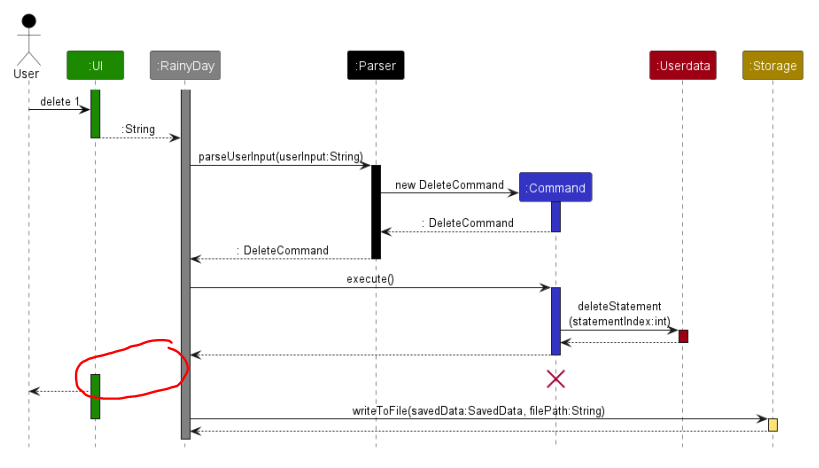 User
:UI
:RainyDay
:Parser
:Userdata
:Storage
delete 1
:String
parseUserInput(userInput:String)
new DeleteCommand
:Command
: DeleteCommand
: DeleteCommand
execute()
deleteStatement
(statementIndex:int)
writeToFile(savedData:SavedData, filePath:String)